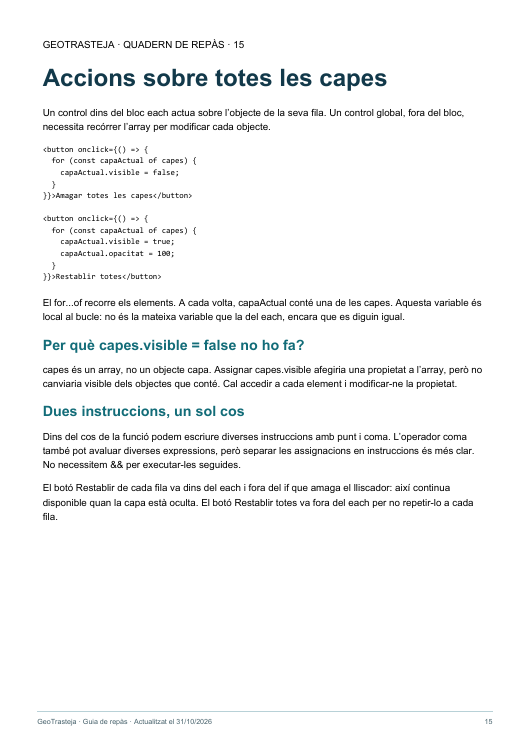 GEOTRASTEJA · QUADERN DE REPÀS · 15
Accions sobre totes les capes
Un control dins del bloc each actua sobre l'objecte de la seva fila. Un control global, fora del bloc,
necessita recórrer l'array per modificar cada objecte.
<button onclick={() => {
  for (const capaActual of capes) {
    capaActual.visible = false;
  }
}}>Amagar totes les capes</button>
<button onclick={() => {
  for (const capaActual of capes) {
    capaActual.visible = true;
    capaActual.opacitat = 100;
  }
}}>Restablir totes</button>
El for...of recorre els elements. A cada volta, capaActual conté una de les capes. Aquesta variable és
local al bucle: no és la mateixa variable que la del each, encara que es diguin igual.
Per què capes.visible = false no ho fa?
capes és un array, no un objecte capa. Assignar capes.visible afegiria una propietat a l'array, però no
canviaria visible dels objectes que conté. Cal accedir a cada element i modificar-ne la propietat.
Dues instruccions, un sol cos
Dins del cos de la funció podem escriure diverses instruccions amb punt i coma. L'operador coma
també pot avaluar diverses expressions, però separar les assignacions en instruccions és més clar.
No necessitem && per executar-les seguides.
El botó Restablir de cada fila va dins del each i fora del if que amaga el lliscador: així continua
disponible quan la capa està oculta. El botó Restablir totes va fora del each per no repetir-lo a cada
fila.
GeoTrasteja · Guia de repàs · Actualitzat el 31/10/2026
15